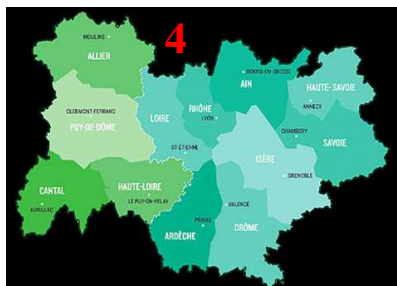 4
MOULINS
ALLIER
BOURG-EN-BRESSE
AIN
HAUTE-SAVOIE
ANNECY
CLERMONT-FERRAND
PUY-DE-DÔME
LOIRE
RHÔNE
LYON
CHAMBERY
SAVOIE
ST-ÉTIENNE
ISÈRE
GRENOBLE
CANTAL
AURILLAC
HAUTE-LOIRE
LE PUY-EN-VELAY
PRIVAS
VALENCE
ARDÈCHE
DRÔME